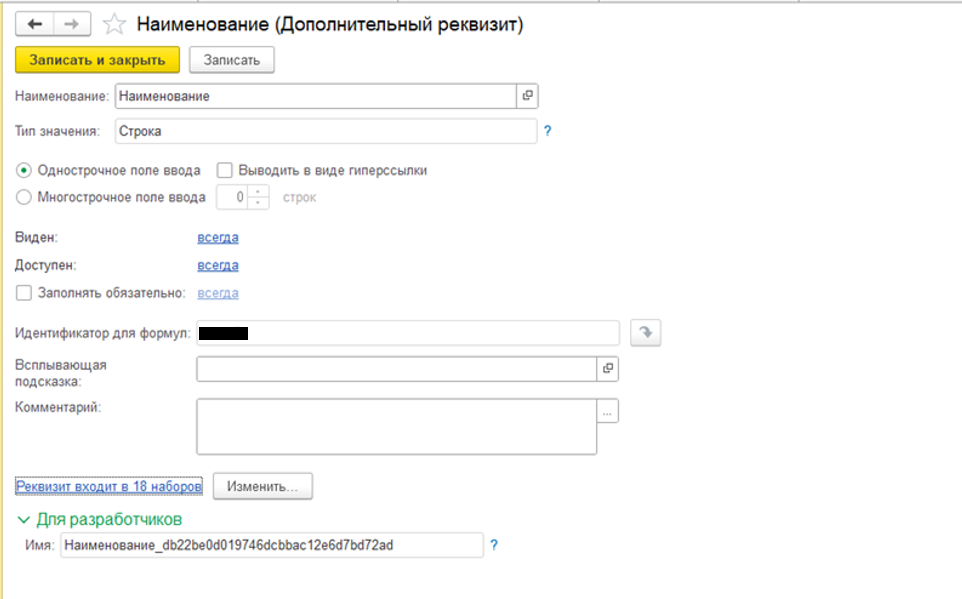 Наименование (Дополнительный реквизит)
Записать и закрыть Записать
Наименование: Наименование
Тип значения: Строка ?
Однострочное поле ввода Выводить в виде гиперссылки
Многострочное поле ввода 0 строк
Виден: всегда
Доступен: всегда
Заполнять обязательно: всегда
Идентификатор для формул:
Всплывающая
подсказка:
Комментарий: ...
Реквизит входит в 18 наборов Изменить...
Для разработчиков
Имя: Наименование_db22be0d019746dcbbac12e6d7bd72ad ?